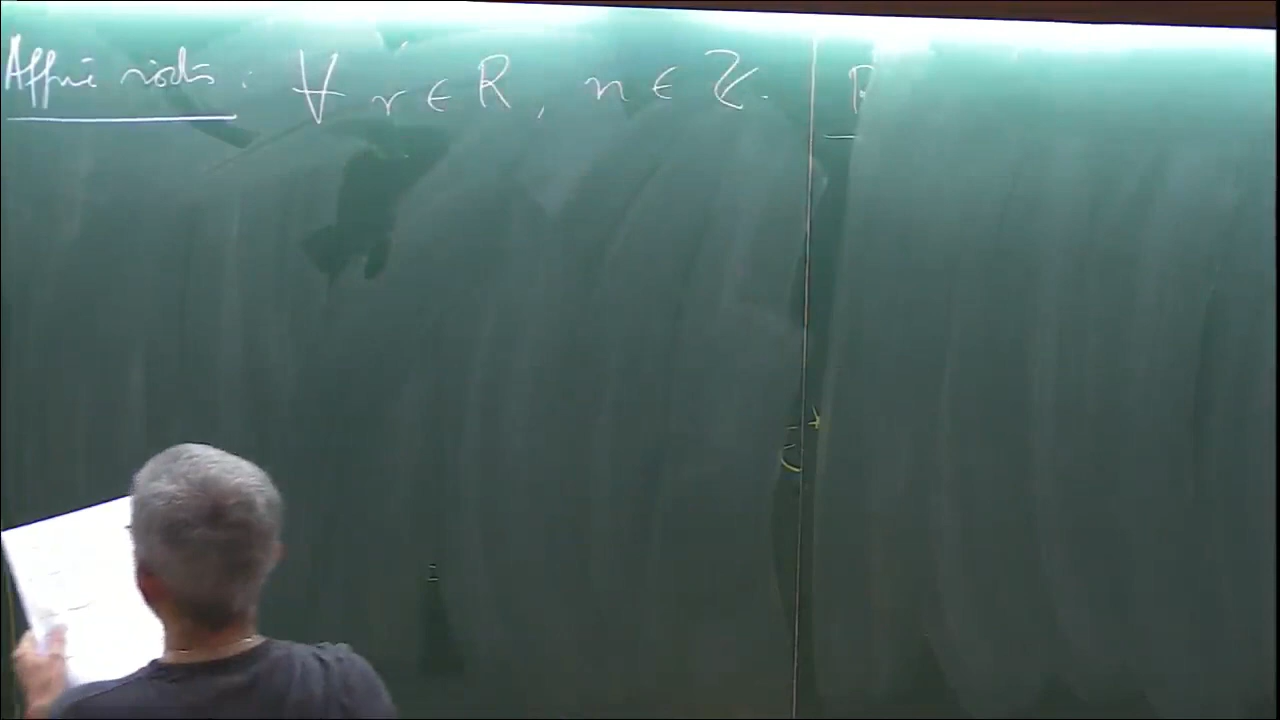 Affine roots : ∀ r ∈ R, n ∈ ℤ.